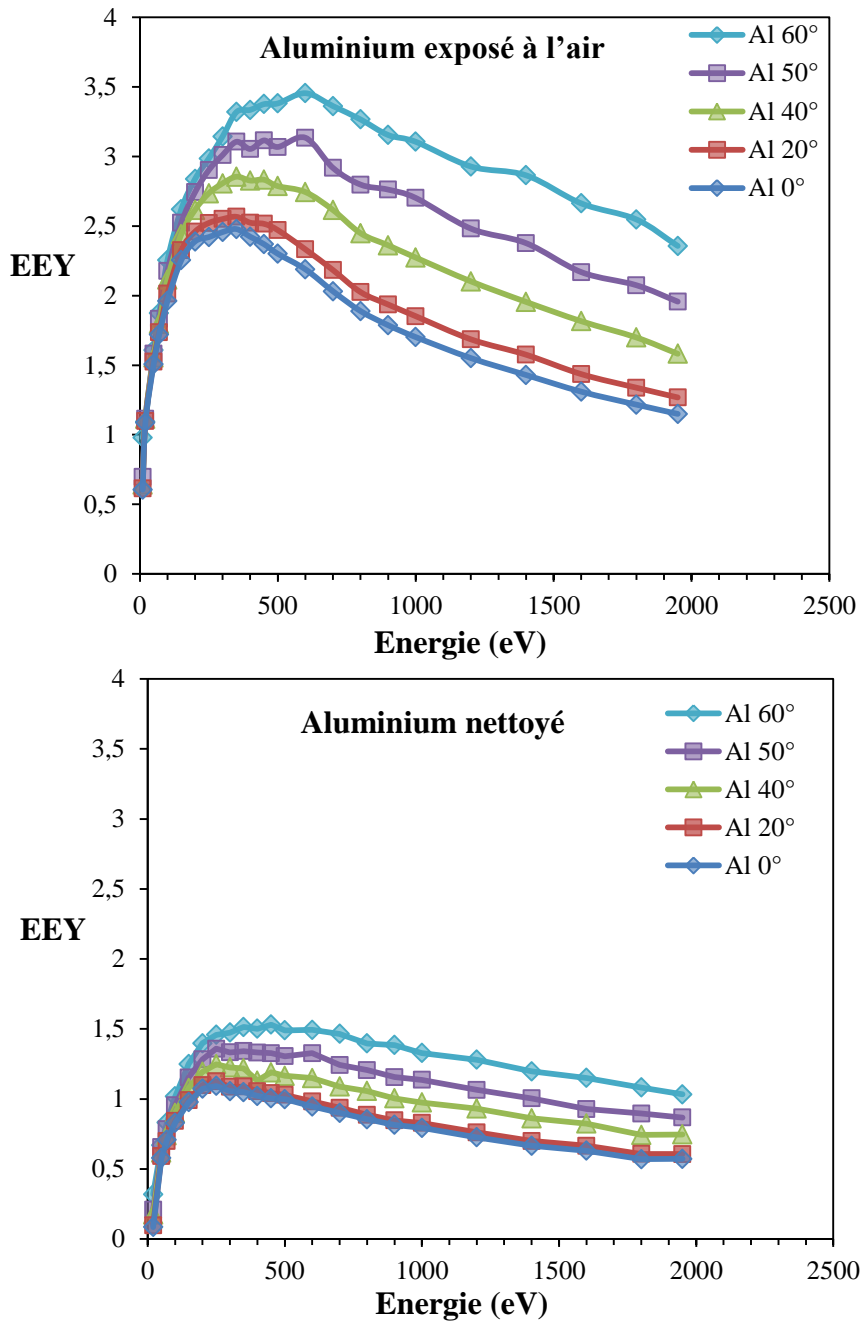 Aluminium exposé à l'air
Al 60°
Al 50°
Al 40°
Al 20°
Al 0°
EEY
4
3,5
3
2,5
2
1,5
1
0,5
0
0 500 1000 1500 2000 2500
Energie (eV)
Aluminium nettoyé
Al 60°
Al 50°
Al 40°
Al 20°
Al 0°
EEY
4
3,5
3
2,5
2
1,5
1
0,5
0
0 500 1000 1500 2000 2500
Energie (eV)